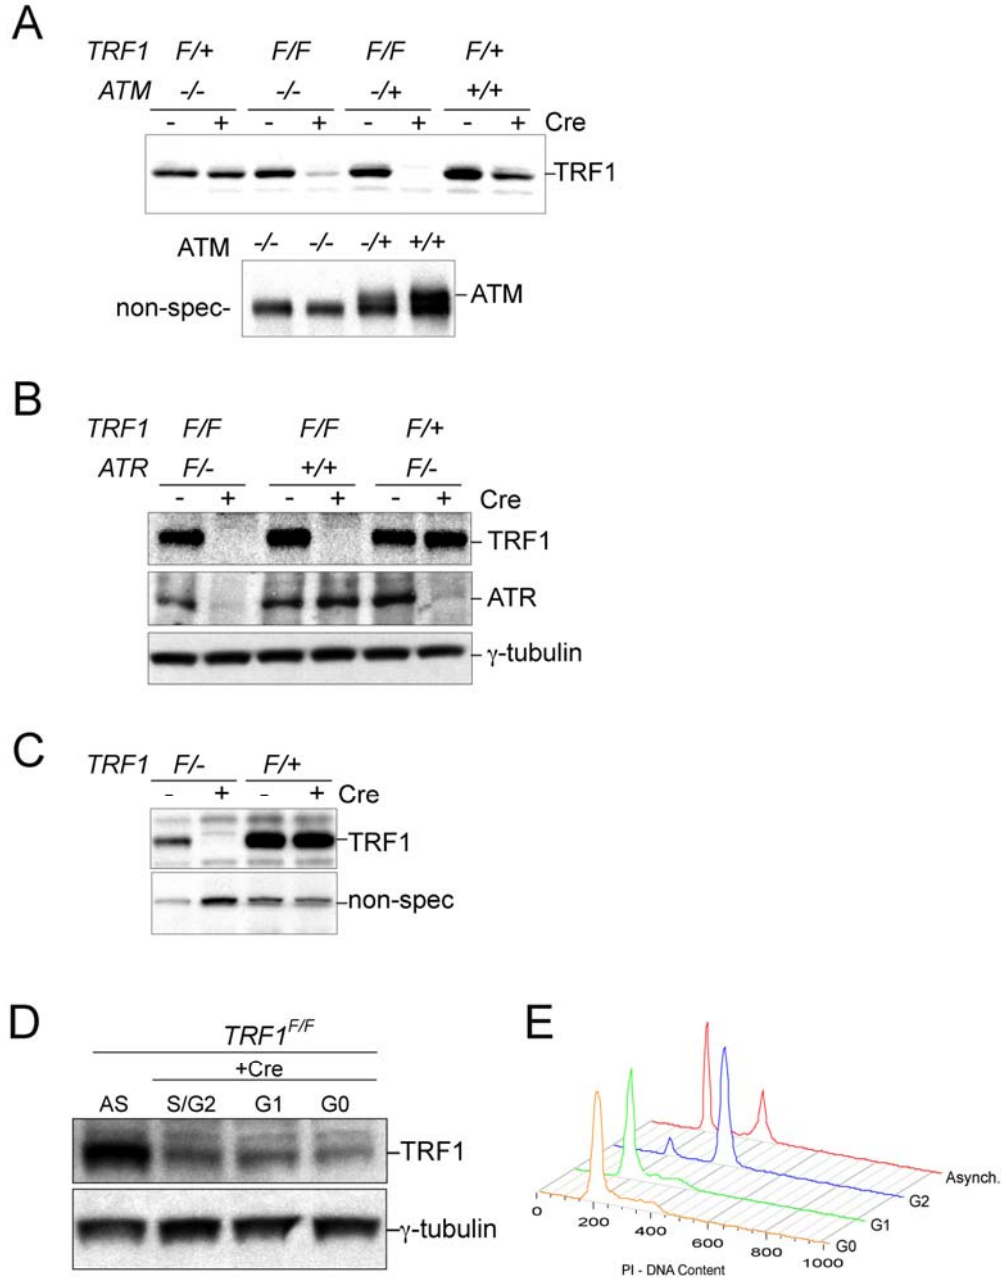 A
TRF1 F/+ F/F F/F F/+
ATM -/- -/- -/+ +/+
- + - + - + - + Cre
-TRF1
ATM -/- -/- -/+ +/+
-ATM
non-spec-
B
TRF1 F/F F/F F/+
ATR F/- +/+ F/-
- + - + - + Cre
- TRF1
- ATR
- γ-tubulin
C
TRF1 F/- F/+
- + - + Cre
-TRF1
-non-spec
D
TRF1F/F
+Cre
AS S/G2 G1 G0
-TRF1
-γ-tubulin
E
Asynch.
G2
G1
G0
0 200 400 600 800 1000
PI - DNA Content